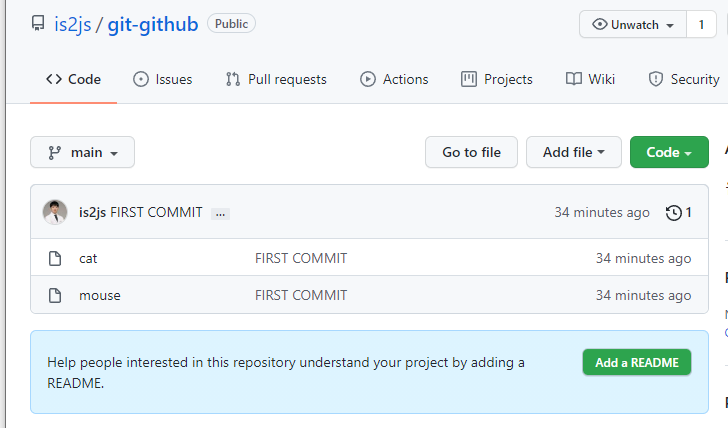 is2js / git-github Public Unwatch 1
Code Issues Pull requests Actions Projects Wiki Security
main Go to file Add file Code
is2js FIRST COMMIT ... 34 minutes ago 1
cat FIRST COMMIT 34 minutes ago
mouse FIRST COMMIT 34 minutes ago
Help people interested in this repository understand your project by adding a Add a README
README.